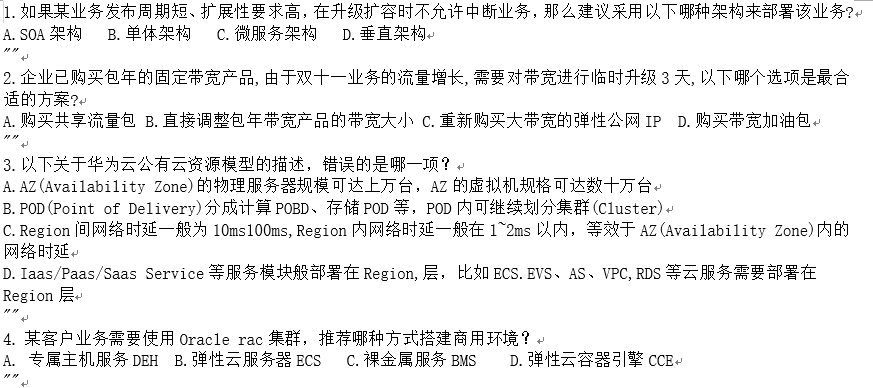 1. 如果某业务发布周期短、扩展性要求高，在升级扩容时不允许中断业务，那么建议采用以下哪种架构来部署该业务?
A. SOA 架构 B. 单体架构 C. 微服务架构 D. 垂直架构
""
2. 企业已购买包年的固定带宽产品,由于双十一业务的流量增长,需要对带宽进行临时升级 3 天,以下哪个选项是最合
适的方案?
A. 购买共享流量包 B. 直接调整包年带宽产品的带宽大小 C. 重新购买大带宽的弹性公网 IP D. 购买带宽加油包
""
3. 以下关于华为云公有云资源模型的描述，错误的是哪一项？
A. AZ(Availability Zone)的物理服务器规模可达上万台，AZ 的虚拟机规格可达数十万台
B. POD(Point of Delivery)分成计算 POBD、存储 POD 等，POD 内可继续划分集群(Cluster)
C. Region 间网络时延一般为 10ms100ms,Region 内网络时延一般在 1~2ms 以内，等效于 AZ(Availability Zone)内的
网络时延
D. Iaas/Paas/Saas Service 等服务模块般部署在 Region,层，比如 ECS.EVS、AS、VPC,RDS 等云服务需要部署在
Region 层
""
4. 某客户业务需要使用 Oracle rac 集群，推荐哪种方式搭建商用环境？
A. 专属主机服务 DEH B. 弹性云服务器 ECS C. 裸金属服务 BMS D. 弹性云容器引擎 CCE
""